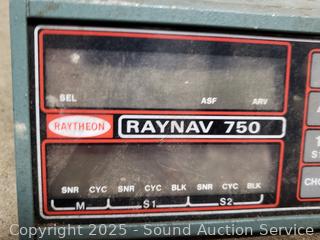 SEL ASF ARV
RAYTHEON RAYNAV 750
SNR CYC SNR CYC BLK SNR CYC BLK
M S1 S2
Copyright 2025 - Sound Auction Service